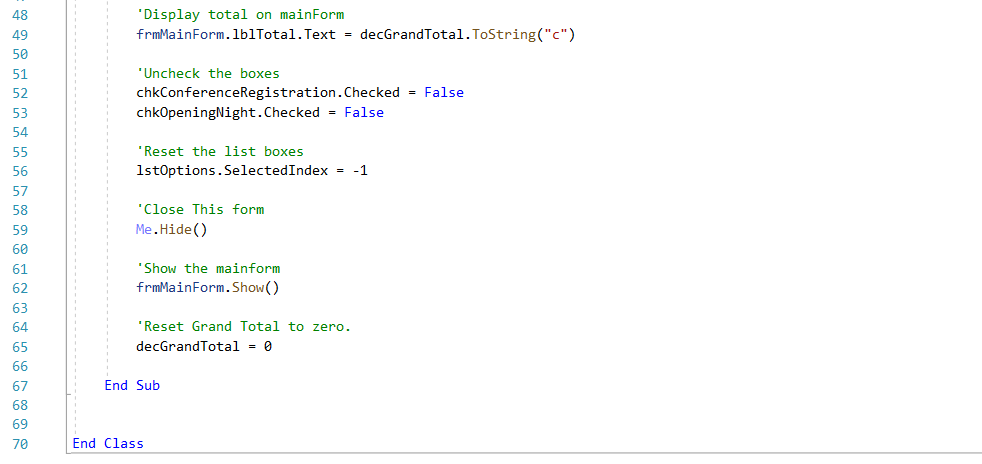 48 'Display total on mainForm
49 frmMainForm.lblTotal.Text = decGrandTotal.ToString("c")
50
51 'Uncheck the boxes
52 chkConferenceRegistration.Checked = False
53 chkOpeningNight.Checked = False
54
55 'Reset the list boxes
56 lstOptions.SelectedIndex = -1
57
58 'Close This form
59 Me.Hide()
60
61 'Show the mainform
62 frmMainForm.Show()
63
64 'Reset Grand Total to zero.
65 decGrandTotal = 0
66
67 End Sub
68
69
70 End Class